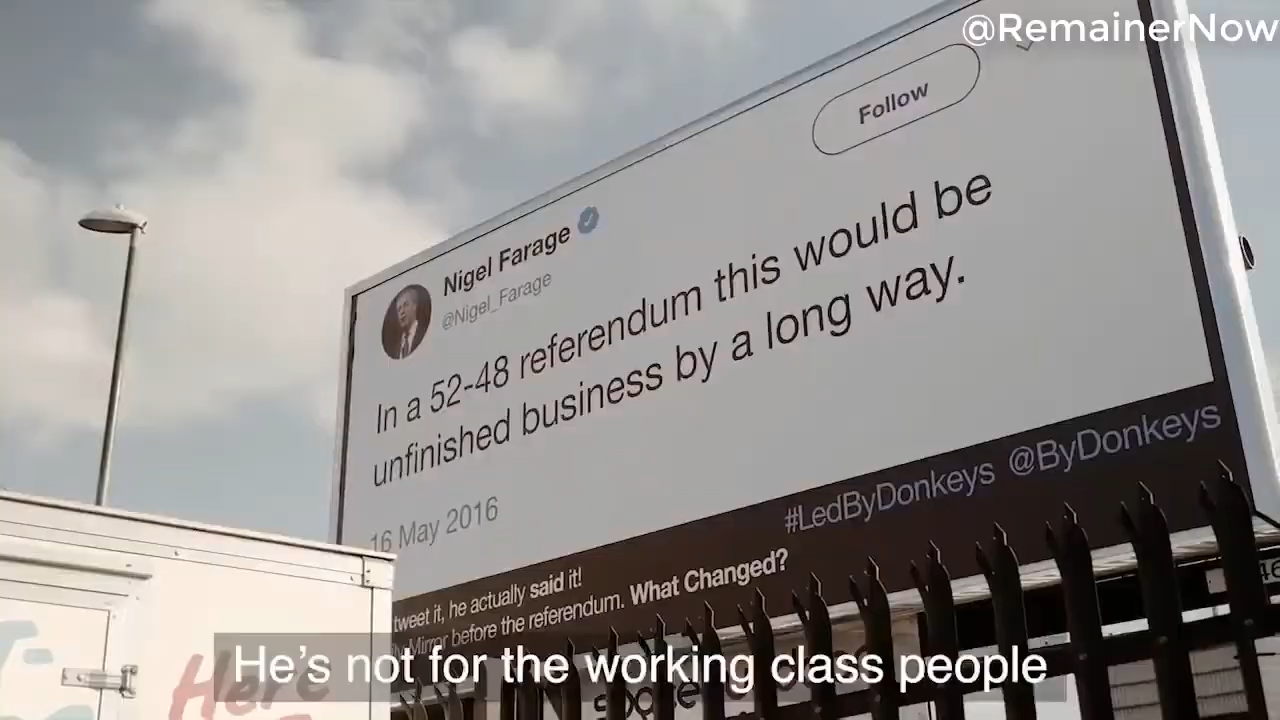 @RemainerNow
Follow
Nigel Farage
@Nigel_Farage
In a 52-48 referendum this would be
unfinished business by a long way.
16 May 2016
#LedByDonkeys @ByDonkeys
tweet it, he actually said it!
Mirror before the referendum. What Changed?
He's not for the working class people
Here